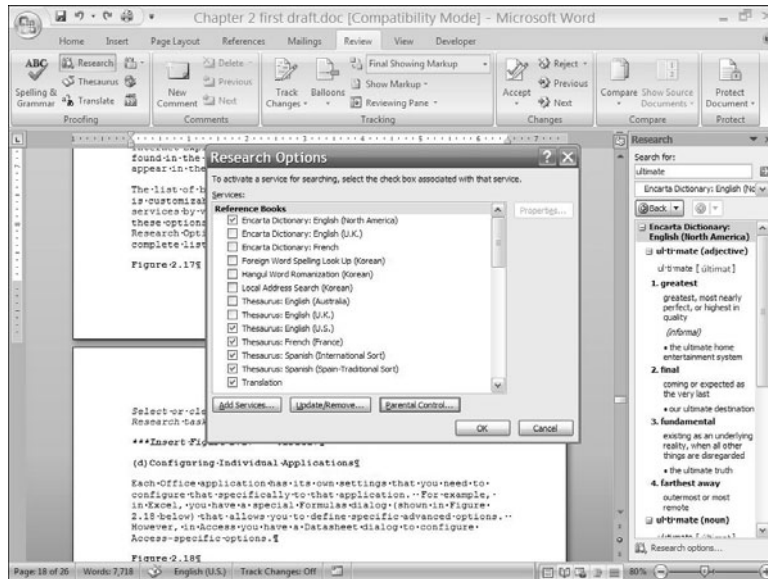 Chapter 2 first draft.doc [Compatibility Mode] - Microsoft Word
Home Insert Page Layout References Mailings Review View Developer
ABC
Spelling & Grammar
Research
Thesaurus
Translate
Proofing
New Comment
Delete
Previous
Next
Comments
Track Changes
Balloons
Final Showing Markup
Show Markup
Reviewing Pane
Tracking
Accept
Reject
Previous
Next
Changes
Compare
Show Source Documents
Compare
Protect Document
Protect
found·in·the
appear·in·the
The·list·of·b
is·customizab
services·by·v
these·options
Research·Opti
complete·list
Figure·2.17¶
Research Options
To activate a service for searching, select the check box associated with that service.
Services:
Properties...
Reference Books
Encarta Dictionary: English (North America)
Encarta Dictionary: English (U.K.)
Encarta Dictionary: French
Foreign Word Spelling Look Up (Korean)
Hangul Word Romanization (Korean)
Local Address Search (Korean)
Thesaurus: English (Australia)
Thesaurus: English (U.K.)
Thesaurus: English (U.S.)
Thesaurus: French (France)
Thesaurus: Spanish (International Sort)
Thesaurus: Spanish (Spain-Traditional Sort)
Translation
Add Services... Update/Remove... Parental Control...
OK Cancel
Select·or·cle
Research·task
***Insert·Fig
(d)Configuring·Individual·Applications¶
Each·Office·application·has·its·own·settings·that·you·need·to·
configure·that·specifically·to·that·application.··For·example,·
in·Excel,·you·have·a·special·Formulas·dialog·(shown·in·Figure·
2.18·below)·that·allows·you·to·define·specific·advanced·options.··
However,·in·Access·you·have·a·Datasheet·dialog·to·configure·
Access-specific·options.¶
Figure·2.18¶
Research
Search for:
ultimate
Encarta Dictionary: English (No
Back
Encarta Dictionary:
English (North America)
ul·ti·mate (adjective)
ul·ti·mate [ últimət ]
1. greatest
greatest, most nearly
perfect, or highest in
quality
(informal)
• the ultimate home
entertainment system
2. final
coming or expected as
the very last
• our ultimate destination
3. fundamental
existing as an underlying
reality, when all other
things are disregarded
• the ultimate truth
4. farthest away
outermost or most
remote
ul·ti·mate (noun)
Research options...
Page: 18 of 26 Words: 7,718 English (U.S.) Track Changes: Off 80%